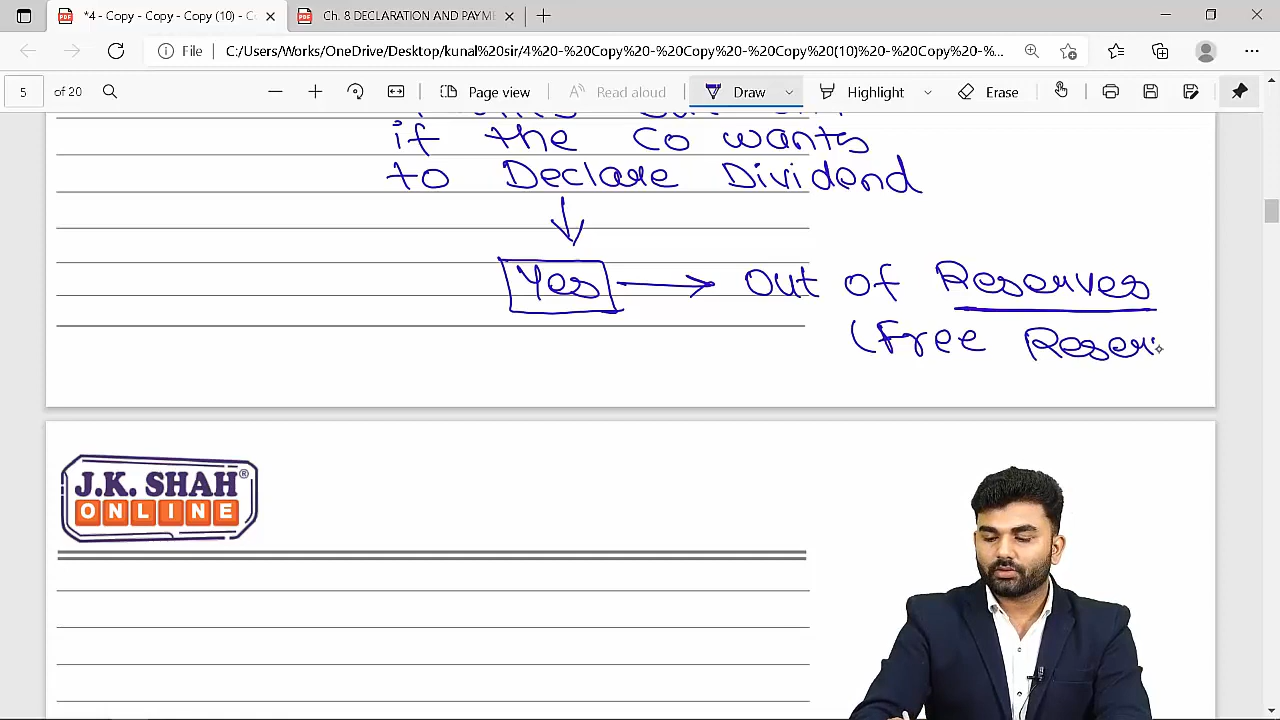 *4 - Copy - Copy - Copy (10) - C
Ch. 8 DECLARATION AND PAYM
File
C:/Users/Works/OneDrive/Desktop/kunal%20sir/4%20-%20Copy%20-%20Copy%20-%20Copy%20(10)%20-%20Copy%20-%...
5 of 20
Page view
Read aloud
Draw
Highlight
Erase
if the Co wants
to Declare Dividend
Yes → Out of Reserves
(Free Reser
J.K. SHAH®
ONLINE